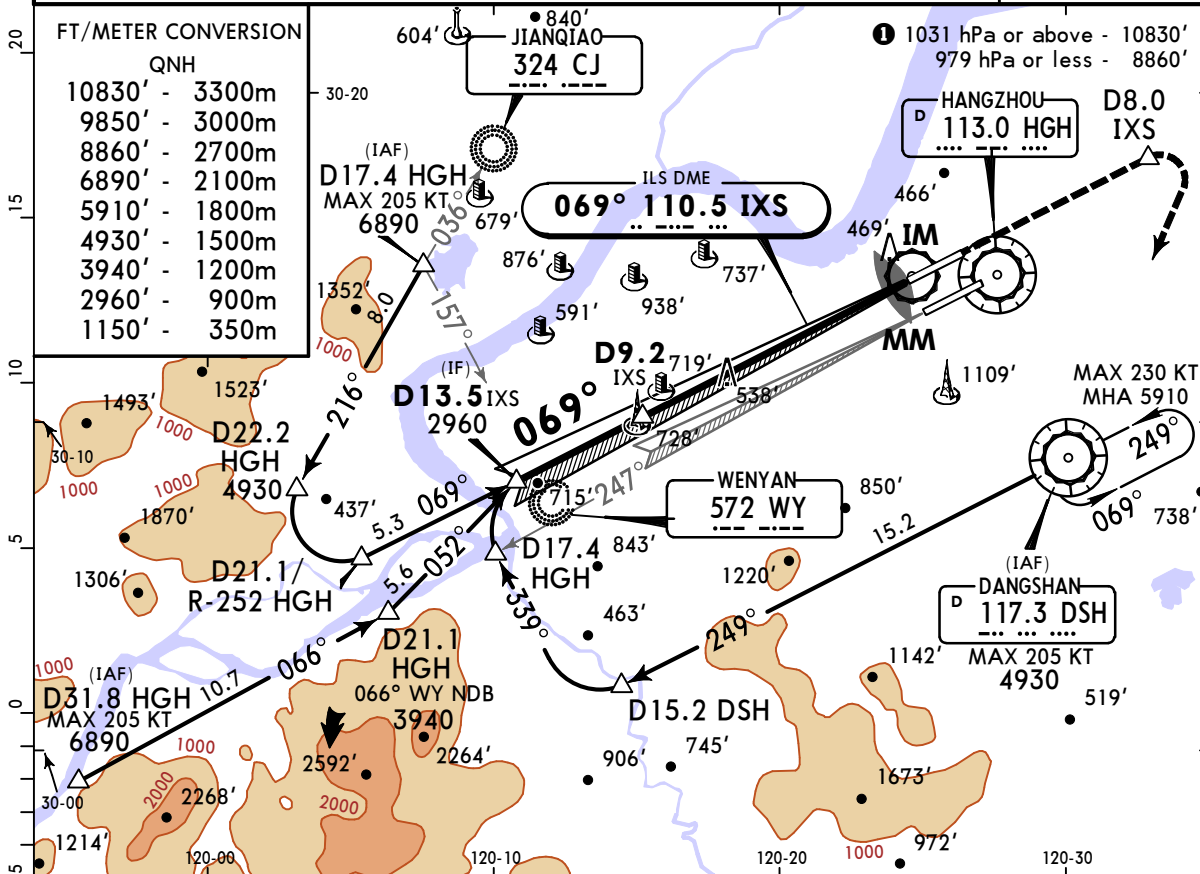 FT/METER CONVERSION
QNH
10830' - 3300m
9850' - 3000m
8860' - 2700m
6890' - 2100m
5910' - 1800m
4930' - 1500m
3940' - 1200m
2960' - 900m
1150' - 350m
20
15
10
5
0
5
604'
840'
JIANQIAO
324 CJ
1 1031 hPa or above - 10830'
979 hPa or less - 8860'
30-20
HANGZHOU
D 113.0 HGH
D8.0
IXS
(IAF)
D17.4 HGH
MAX 205 KT
6890
036°
679'
ILS DME
069° 110.5 IXS
466'
469'
IM
MM
876'
737'
938'
591'
157°
1352'
8.0
1000
216°
(IF)
D13.5 IXS
2960
D9.2
IXS
719'
069°
538'
728'
1109'
MAX 230 KT
MHA 5910
249°
069°
738'
1523'
1493'
1000
30-10
1000
1000
D22.2
HGH
4930
437'
069°
5.3
1870'
1306'
D21.1/
R-252 HGH
052°
5.6
715'
247°
WENYAN
572 WY
850'
15.2
D17.4
HGH
843'
1220'
339°
463'
249°
(IAF)
DANGSHAN
D 117.3 DSH
MAX 205 KT
4930
519'
1142'
1000
(IAF)
D31.8 HGH
MAX 205 KT
6890
10.7
066°
D21.1
HGH
066° WY NDB
3940
D15.2 DSH
1000
2592'
2264'
906'
745'
1673'
30-00
2000
2268'
2000
1214'
972'
1000
120-00
120-10
120-20
120-30